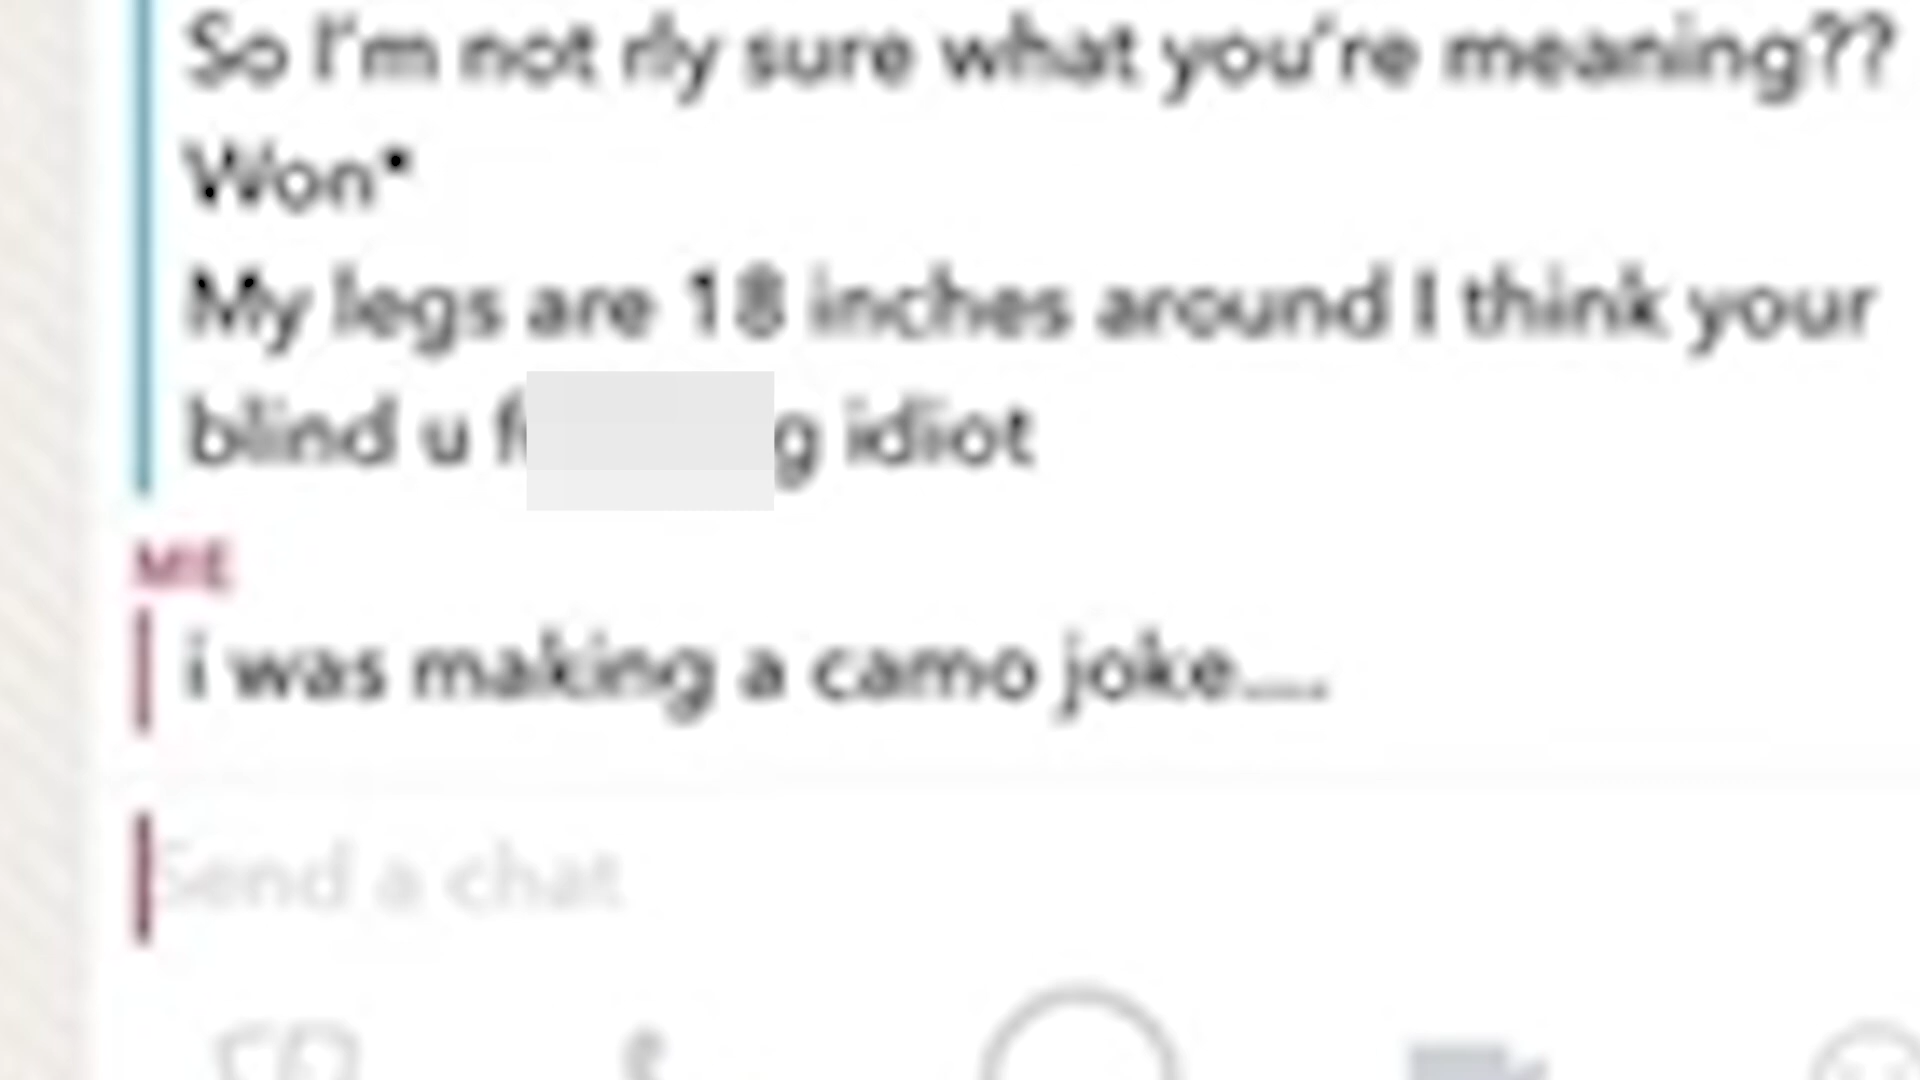 So I'm not rly sure what you're meaning??
Won*
My legs are 18 inches around I think your
blind u f g idiot
ME
i was making a camo joke....
Send a chat